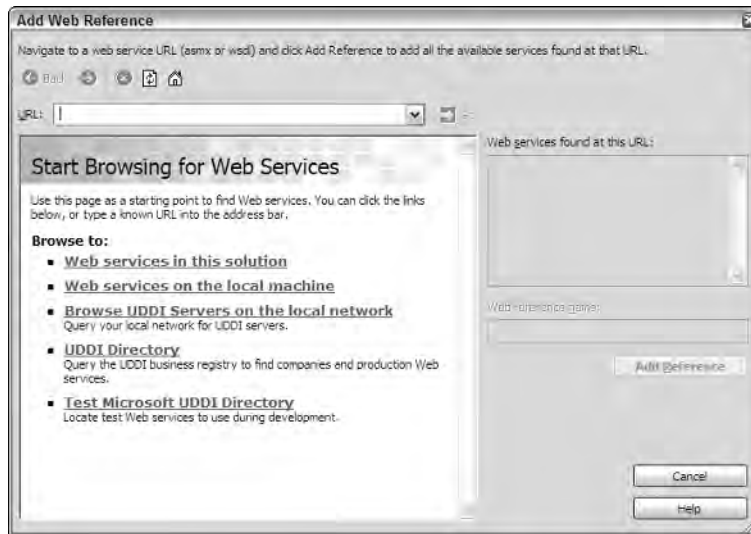 Add Web Reference
Navigate to a web service URL (asmx or wsdl) and click Add Reference to add all the available services found at that URL.
Back
URL:
Start Browsing for Web Services
Use this page as a starting point to find Web services. You can click the links
below, or type a known URL into the address bar.
Browse to:
Web services in this solution
Web services on the local machine
Browse UDDI Servers on the local network
Query your local network for UDDI servers.
UDDI Directory
Query the UDDI business registry to find companies and production Web
services.
Test Microsoft UDDI Directory
Locate test Web services to use during development.
Web services found at this URL:
Web reference name:
Add Reference
Cancel
Help